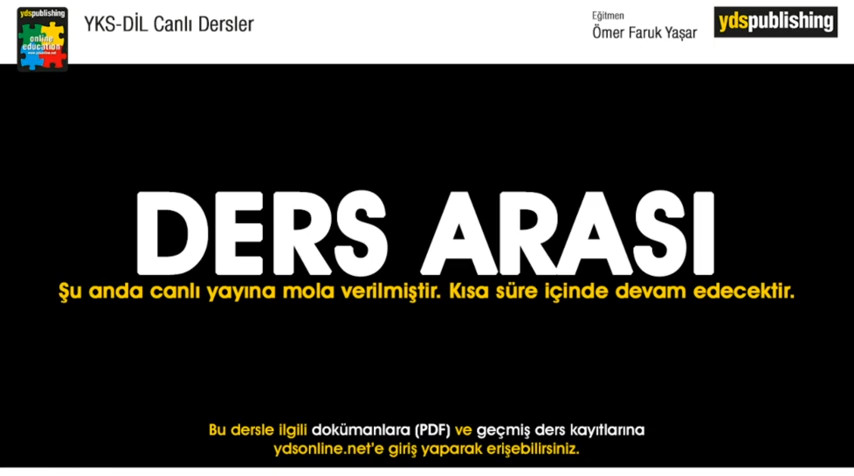 ydspublishing
online
education
YKS-DİL Canlı Dersler
Eğitmen
Ömer Faruk Yaşar
ydspublishing
DERS ARASI
Şu anda canlı yayına mola verilmiştir. Kısa süre içinde devam edecektir.
Bu dersle ilgili dokümanlara (PDF) ve geçmiş ders kayıtlarına
ydsonline.net'e giriş yaparak erişebilirsiniz.